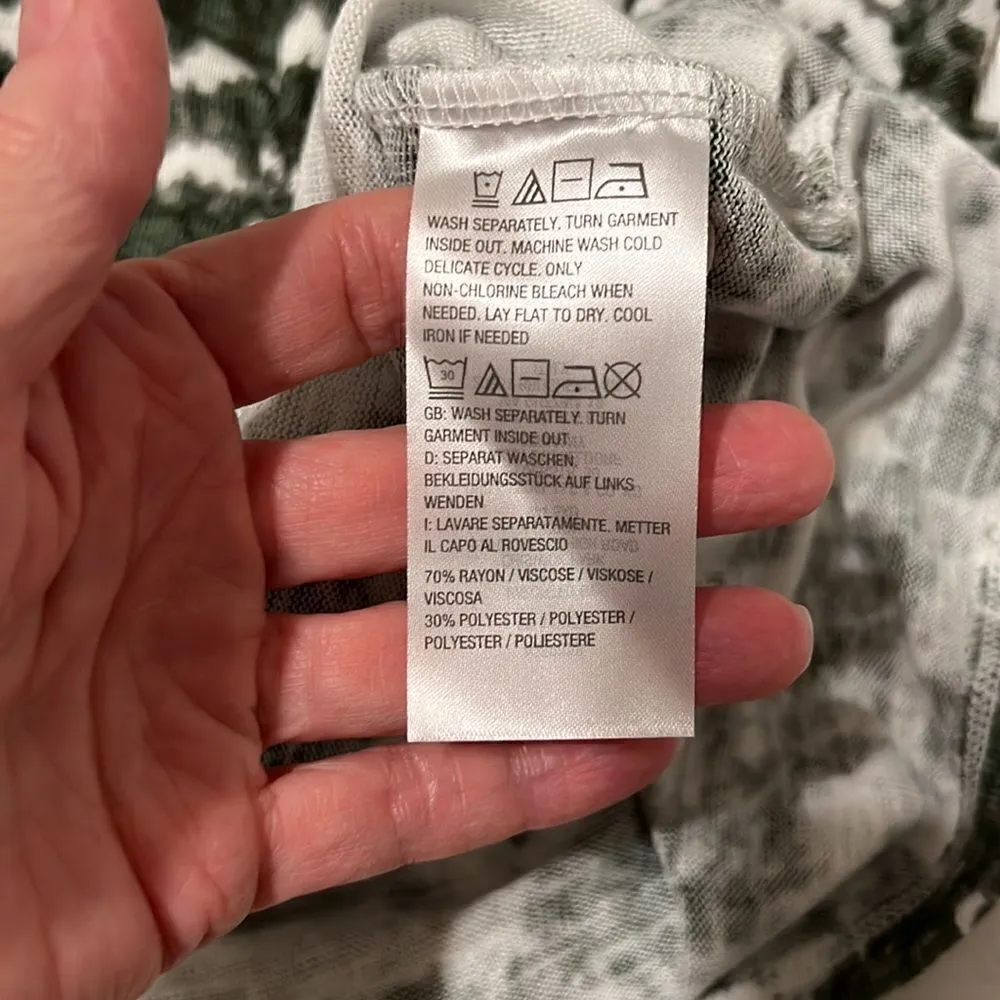 WASH SEPARATELY. TURN GARMENT
INSIDE OUT. MACHINE WASH COLD
DELICATE CYCLE. ONLY
NON-CHLORINE BLEACH WHEN
NEEDED. LAY FLAT TO DRY. COOL
IRON IF NEEDED
30
GB: WASH SEPARATELY. TURN
GARMENT INSIDE OUT
D: SEPARAT WASCHEN,
BEKLEIDUNGSSTÜCK AUF LINKS
WENDEN
I: LAVARE SEPARATAMENTE. METTER
IL CAPO AL ROVESCIO
70% RAYON / VISCOSE / VISKOSE /
VISCOSA
30% POLYESTER / POLYESTER /
POLYESTER / POLIESTERE